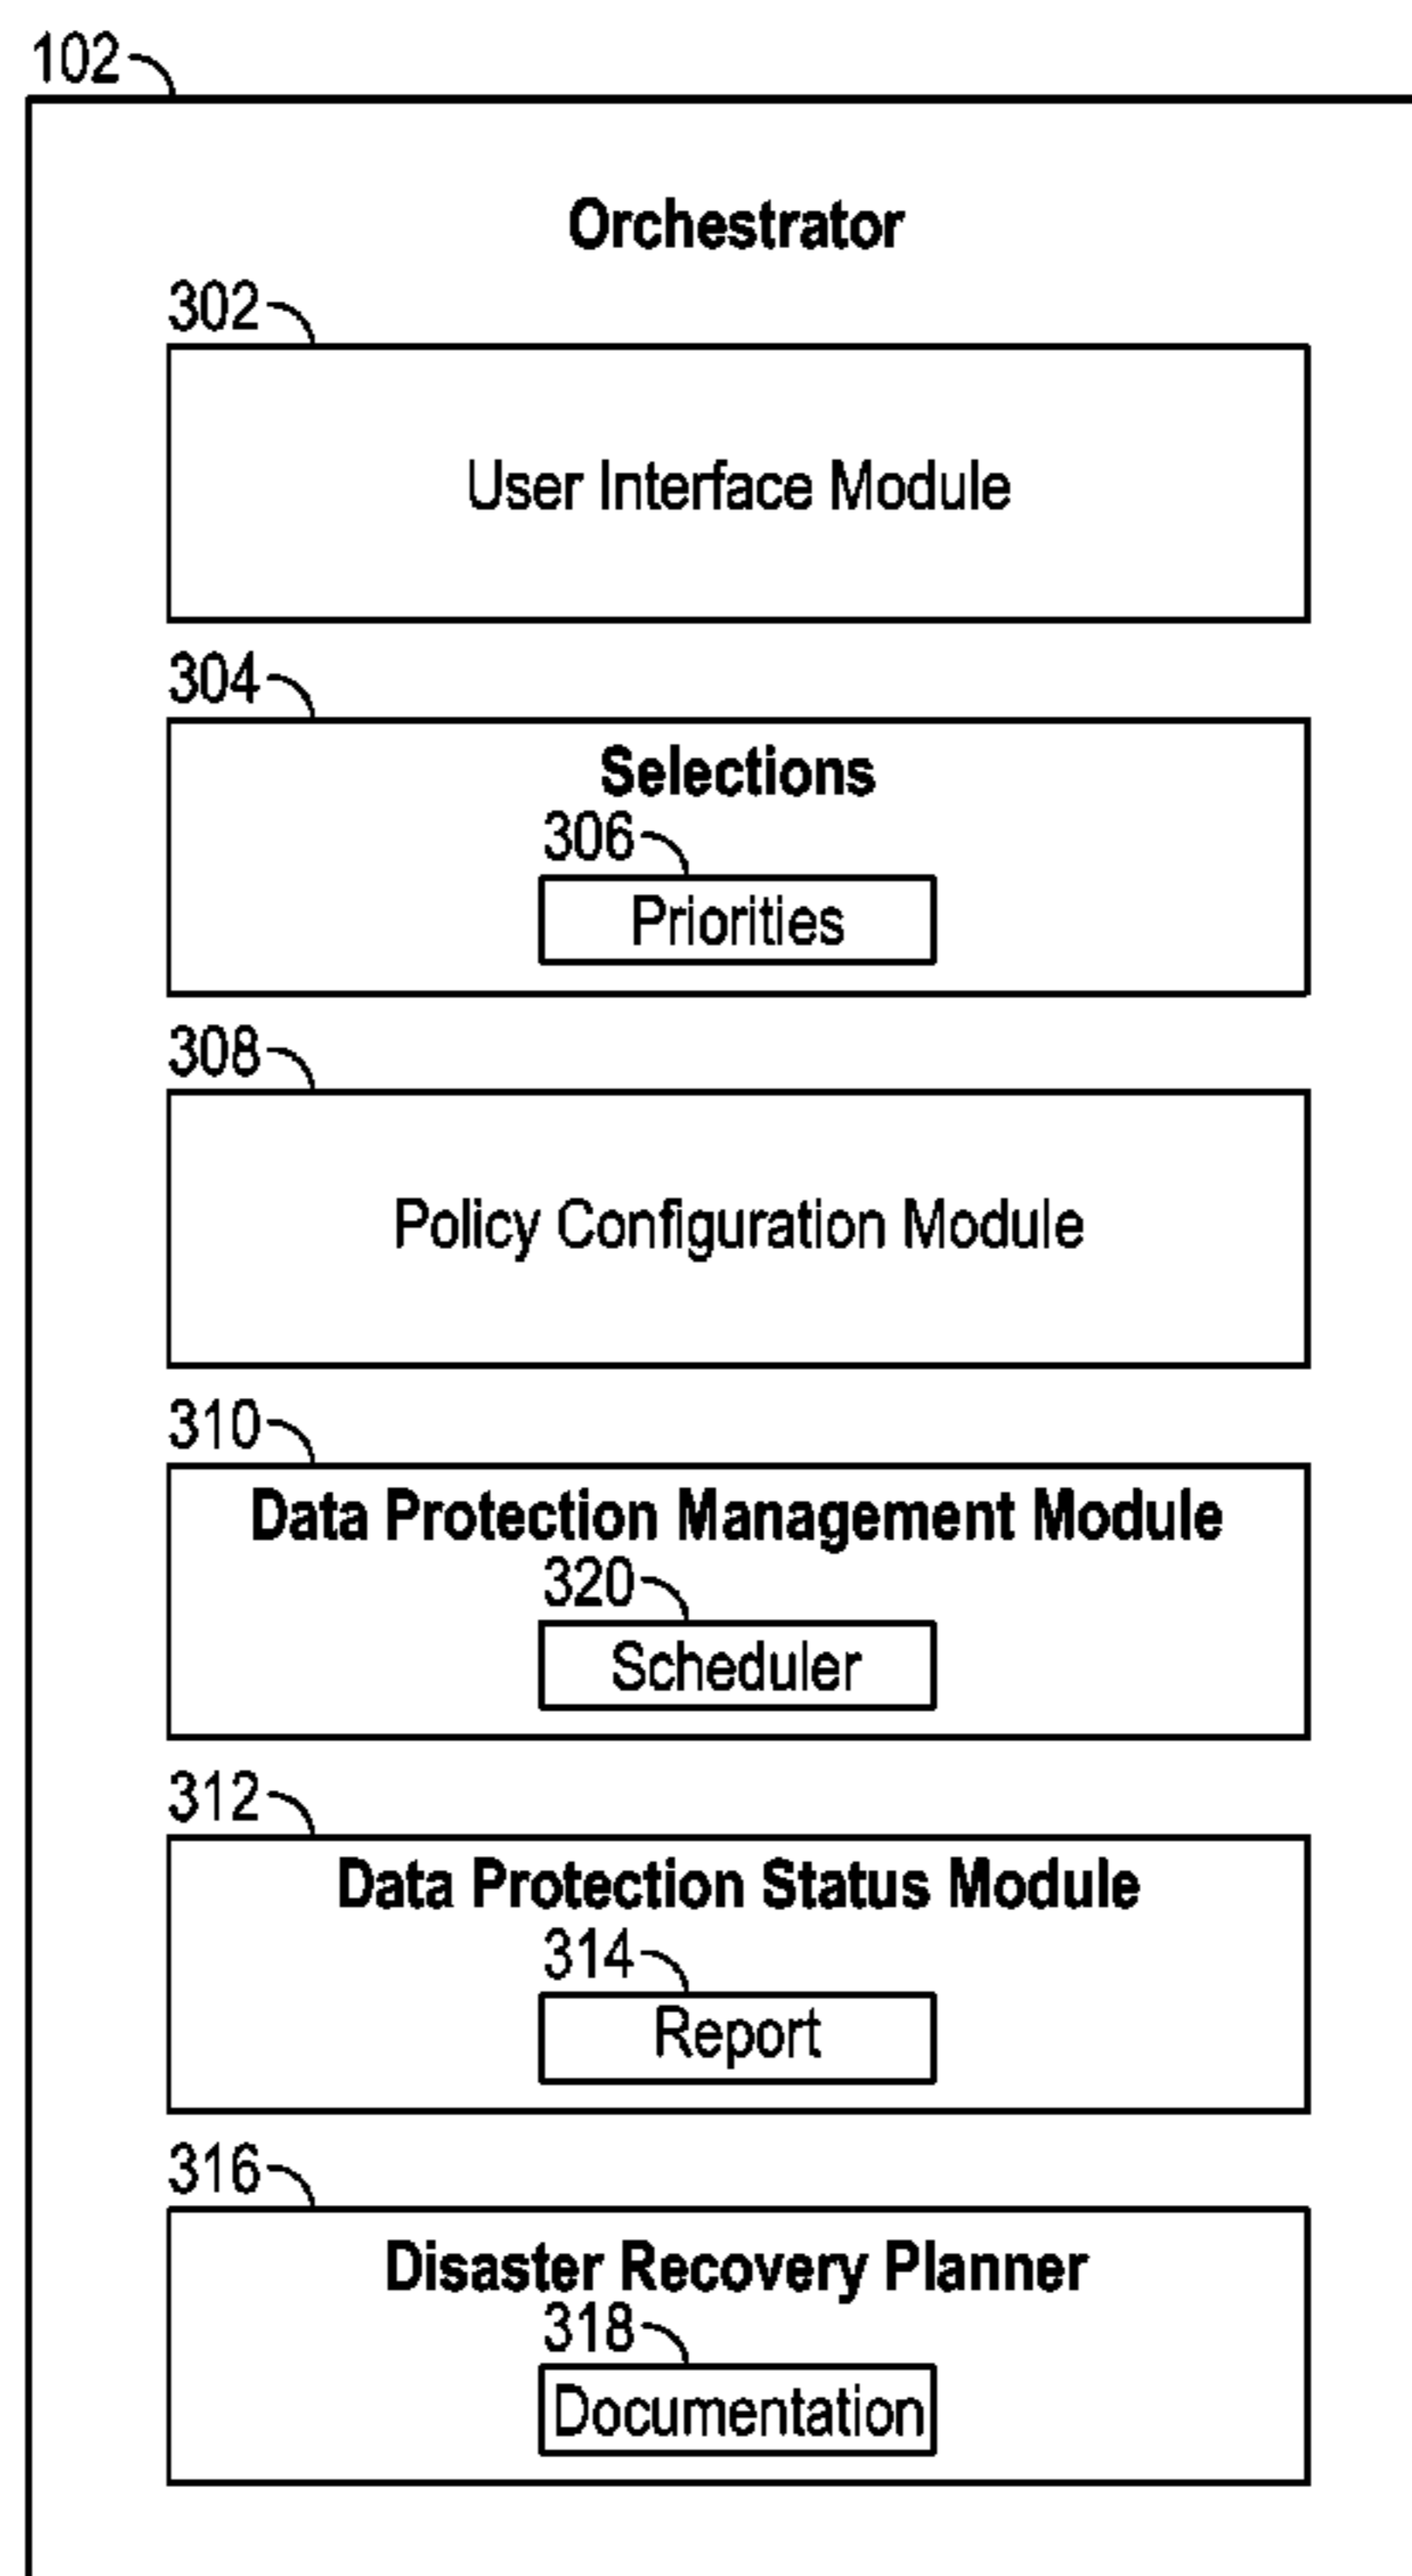 102
Orchestrator
302
User Interface Module
304
Selections
306
Priorities
308
Policy Configuration Module
310
Data Protection Management Module
320
Scheduler
312
Data Protection Status Module
314
Report
316
Disaster Recovery Planner
318
Documentation